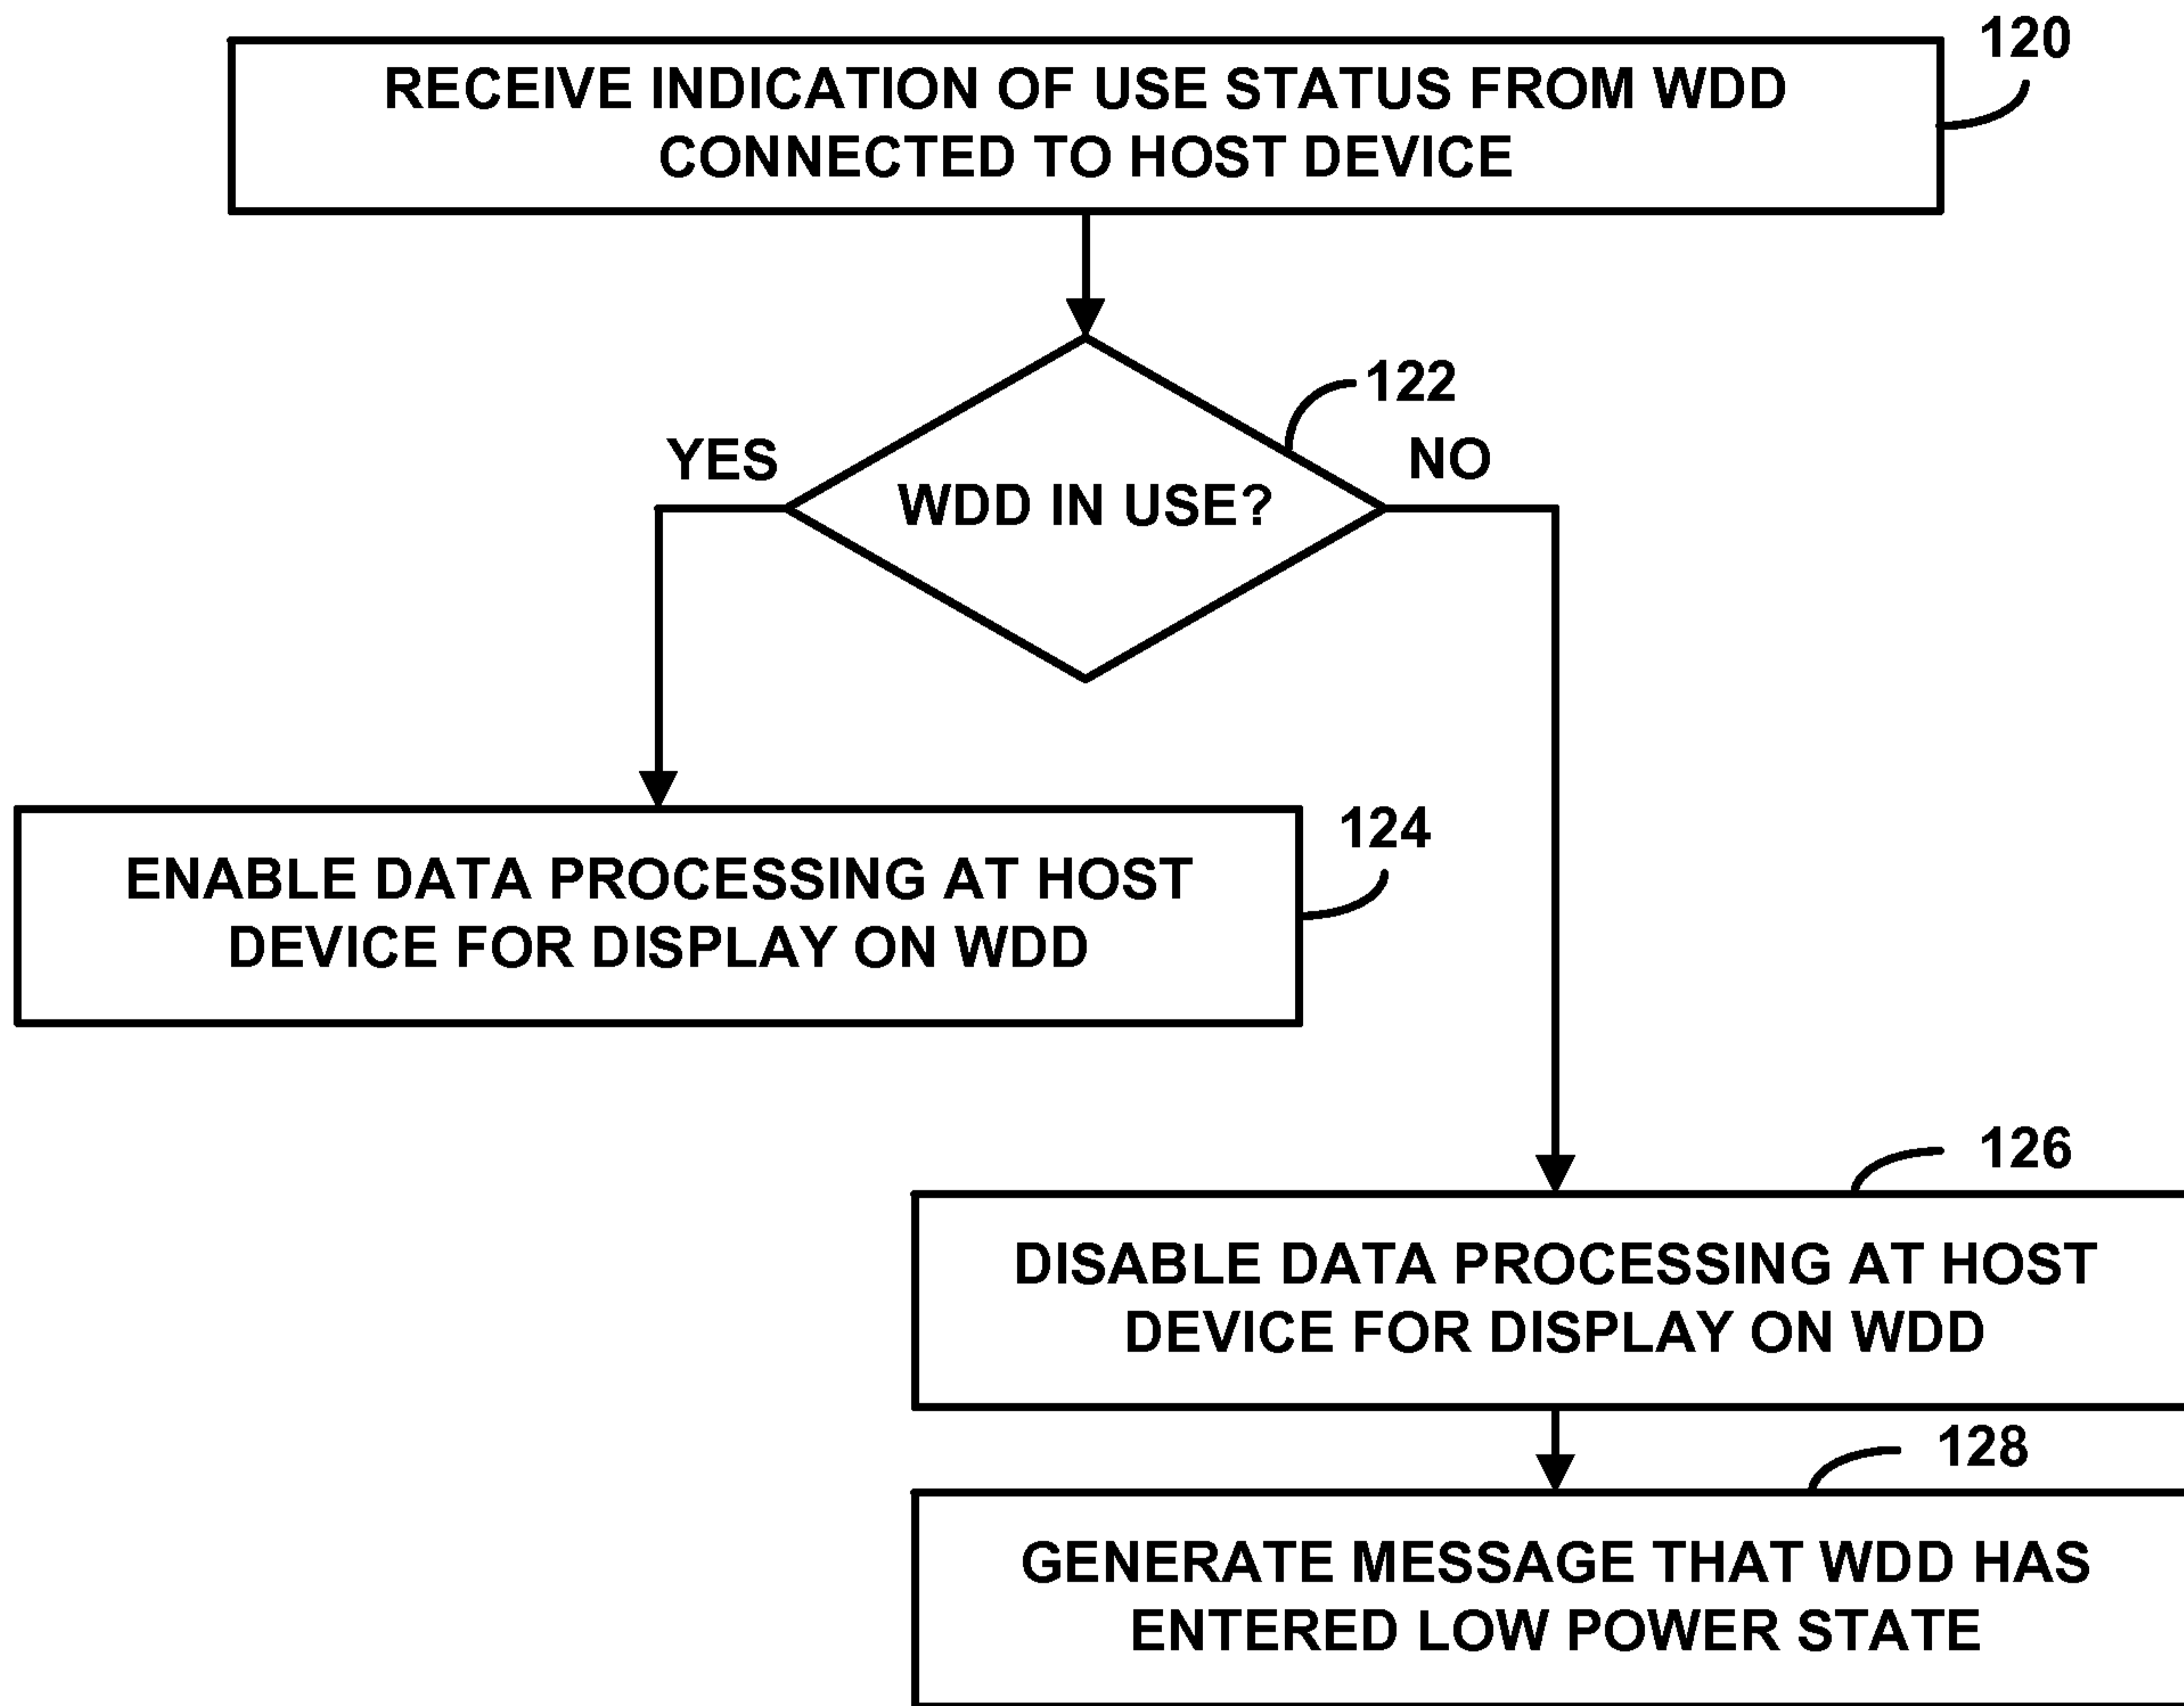 120
RECEIVE INDICATION OF USE STATUS FROM WDD
CONNECTED TO HOST DEVICE
122
YES
NO
WDD IN USE?
124
ENABLE DATA PROCESSING AT HOST
DEVICE FOR DISPLAY ON WDD
126
DISABLE DATA PROCESSING AT HOST
DEVICE FOR DISPLAY ON WDD
128
GENERATE MESSAGE THAT WDD HAS
ENTERED LOW POWER STATE